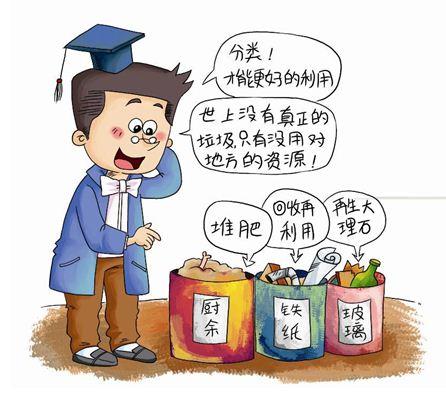 分类！
才能更好的利用
世上没有真正的
垃圾,只有没用对
地方的资源！
堆肥
回收再
利用
再生大
理石
厨
余
铁
纸
玻
璃